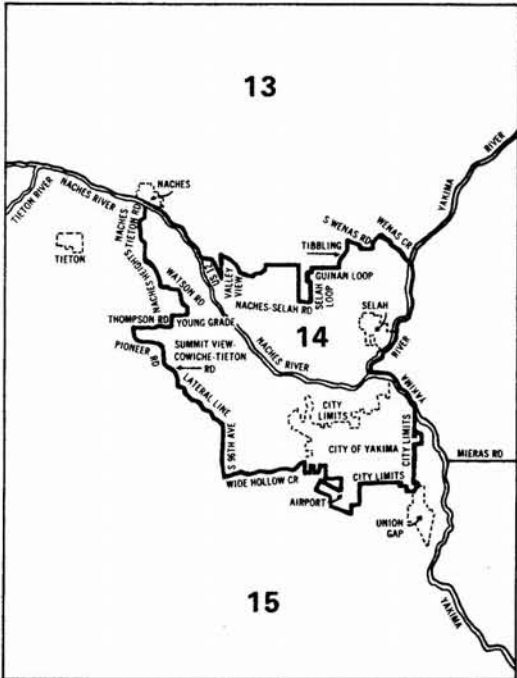 13
YAKIMA RIVER
TIETON RIVER
NACHES RIVER
NACHES
NACHES-
TIETON RD
TIETON
NACHES HEIGHTS
WATSON RD
US 12
VALLEY
VIEW
TIBBLING
S WENAS RD
WENAS CR
GUINAN LOOP
SELAH
LOOP
NACHES-SELAH RD
SELAH
14
THOMPSON RD
YOUNG GRADE
NACHES RIVER
RIVER
YAKIMA
PIONEER RD
SUMMIT VIEW-
COWICHE-TIETON
RD
LATERAL LINE
CITY
LIMITS
CITY LIMITS
S 96TH AVE
CITY OF YAKIMA
MIERAS RD
WIDE HOLLOW CR
CITY LIMITS
AIRPORT
UNION
GAP
15
YAKIMA